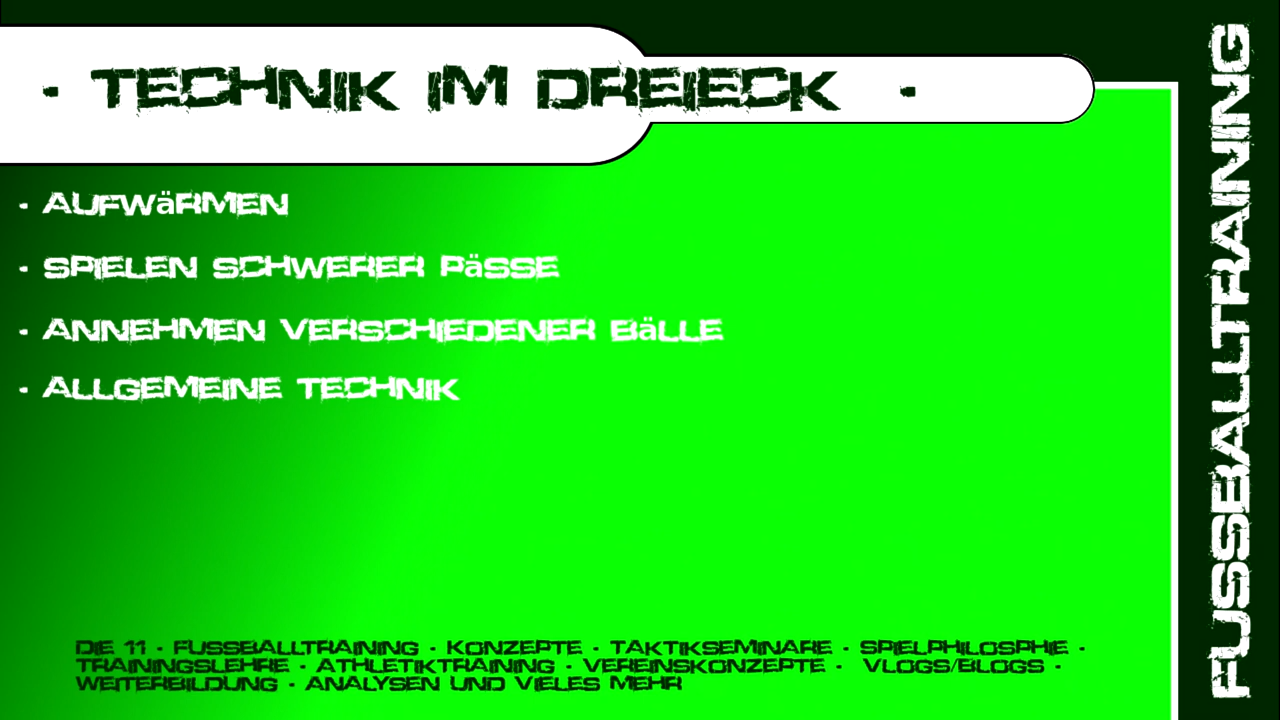 - TECHNIK IM DREIECK -
- AUFWäRMEN
- SPIELEN SCHWERER PäSSE
- ANNEHMEN VERSCHIEDENER BäLLE
- ALLGEMEINE TECHNIK
DIE 11 - FUSSBALLTRAINING - KONZEPTE - TAKTIKSEMINARE - SPIELPHILOSPHIE -
TRAININGSLEHRE - ATHLETIKTRAINING - VEREINSKONZEPTE - VLOGS/BLOGS -
WEITERBILDUNG - ANALYSEN UND VIELES MEHR
FUSSBALLTRAINING